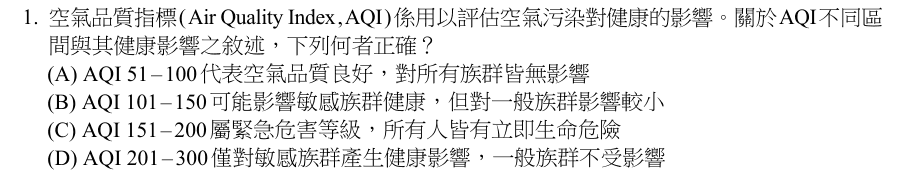 1. 空氣品質指標(Air Quality Index,AQI)係用以評估空氣污染對健康的影響。關於AQI不同區
間與其健康影響之敘述，下列何者正確？
(A) AQI 51–100代表空氣品質良好，對所有族群皆無影響
(B) AQI 101–150可能影響敏感族群健康，但對一般族群影響較小
(C) AQI 151–200屬緊急危害等級，所有人皆有立即生命危險
(D) AQI 201–300僅對敏感族群產生健康影響，一般族群不受影響